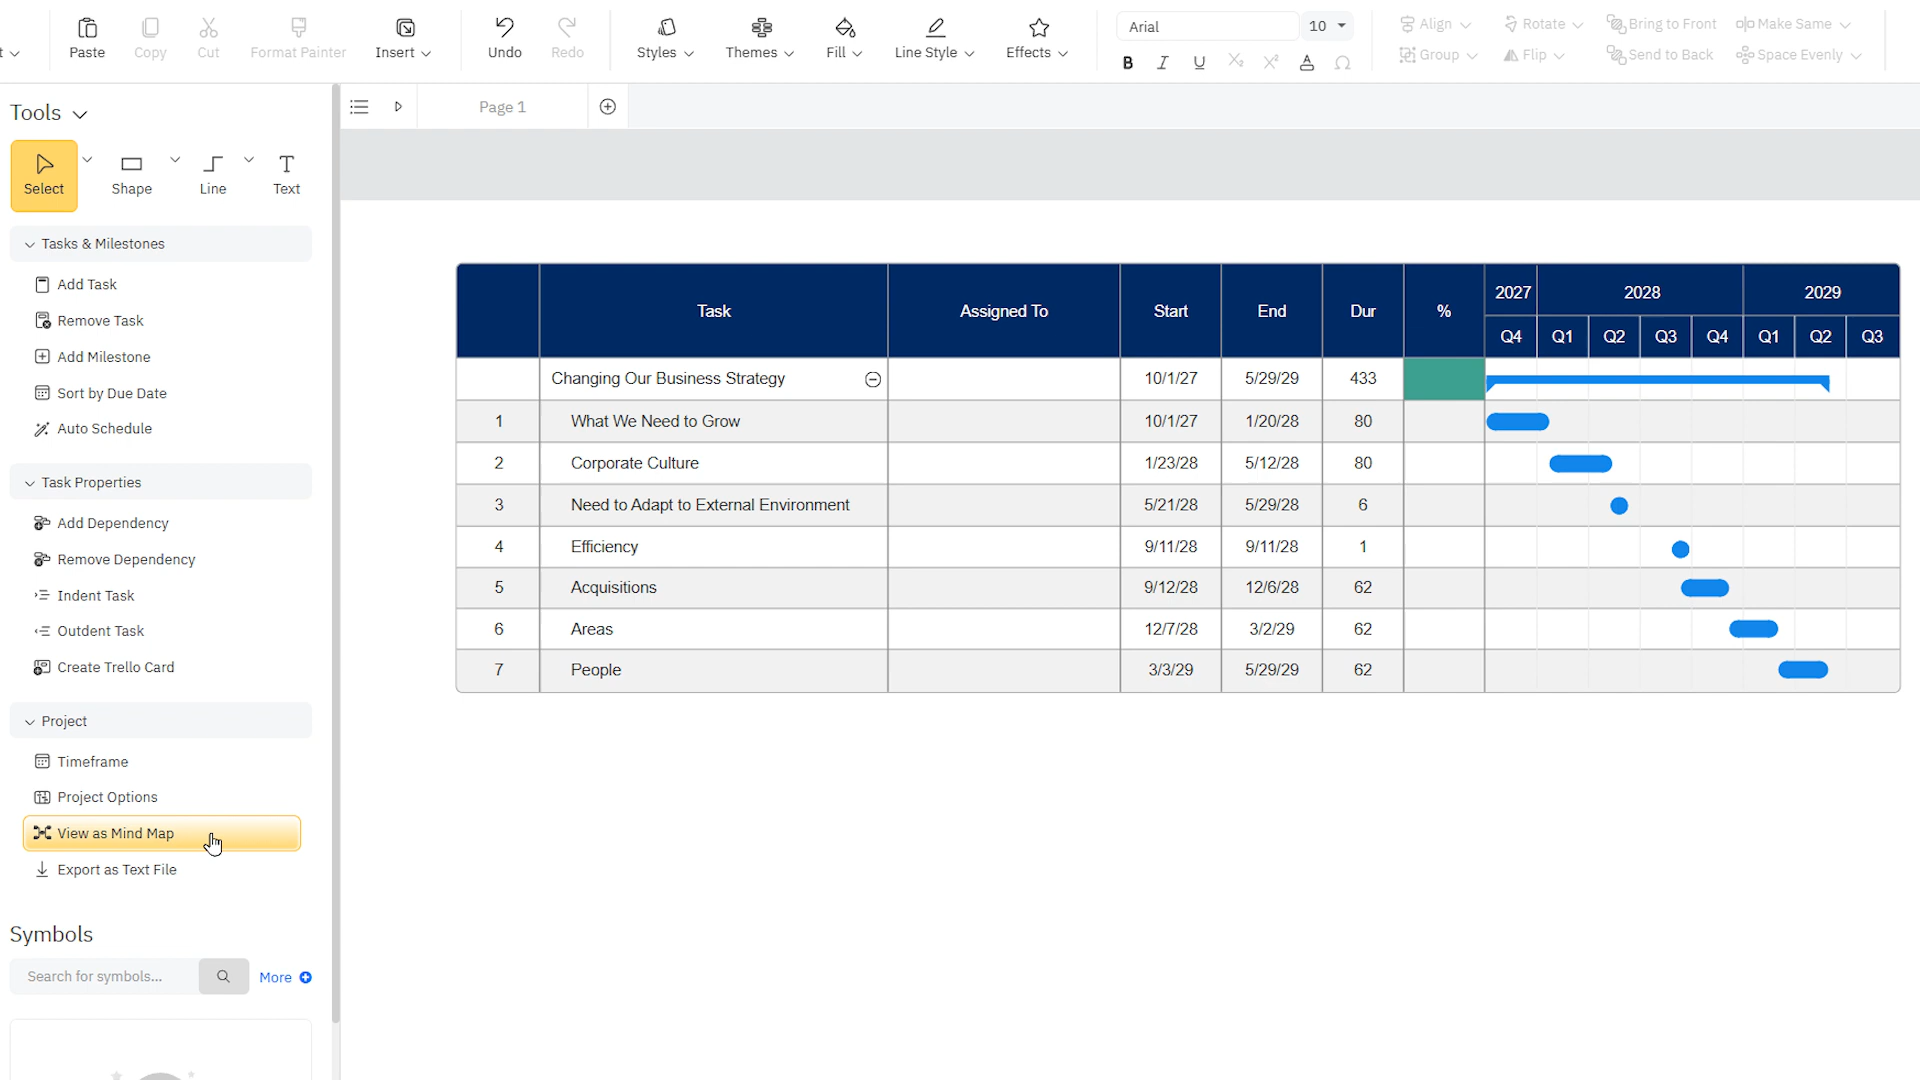 t
Paste
Copy
Cut
Format Painter
Insert
Undo
Redo
Styles
Themes
Fill
Line Style
Effects
Arial
10
B I U X₂ X² A Ω
Align
Rotate
Bring to Front
Make Same
Group
Flip
Send to Back
Space Evenly
Tools
Select
Shape
Line
Text
Tasks & Milestones
Add Task
Remove Task
Add Milestone
Sort by Due Date
Auto Schedule
Task Properties
Add Dependency
Remove Dependency
Indent Task
Outdent Task
Create Trello Card
Project
Timeframe
Project Options
View as Mind Map
Export as Text File
Symbols
Search for symbols...
More
Page 1
Task Assigned To Start End Dur % 2027 2028 2029
Q4 Q1 Q2 Q3 Q4 Q1 Q2 Q3
Changing Our Business Strategy 10/1/27 5/29/29 433
1 What We Need to Grow 10/1/27 1/20/28 80
2 Corporate Culture 1/23/28 5/12/28 80
3 Need to Adapt to External Environment 5/21/28 5/29/28 6
4 Efficiency 9/11/28 9/11/28 1
5 Acquisitions 9/12/28 12/6/28 62
6 Areas 12/7/28 3/2/29 62
7 People 3/3/29 5/29/29 62